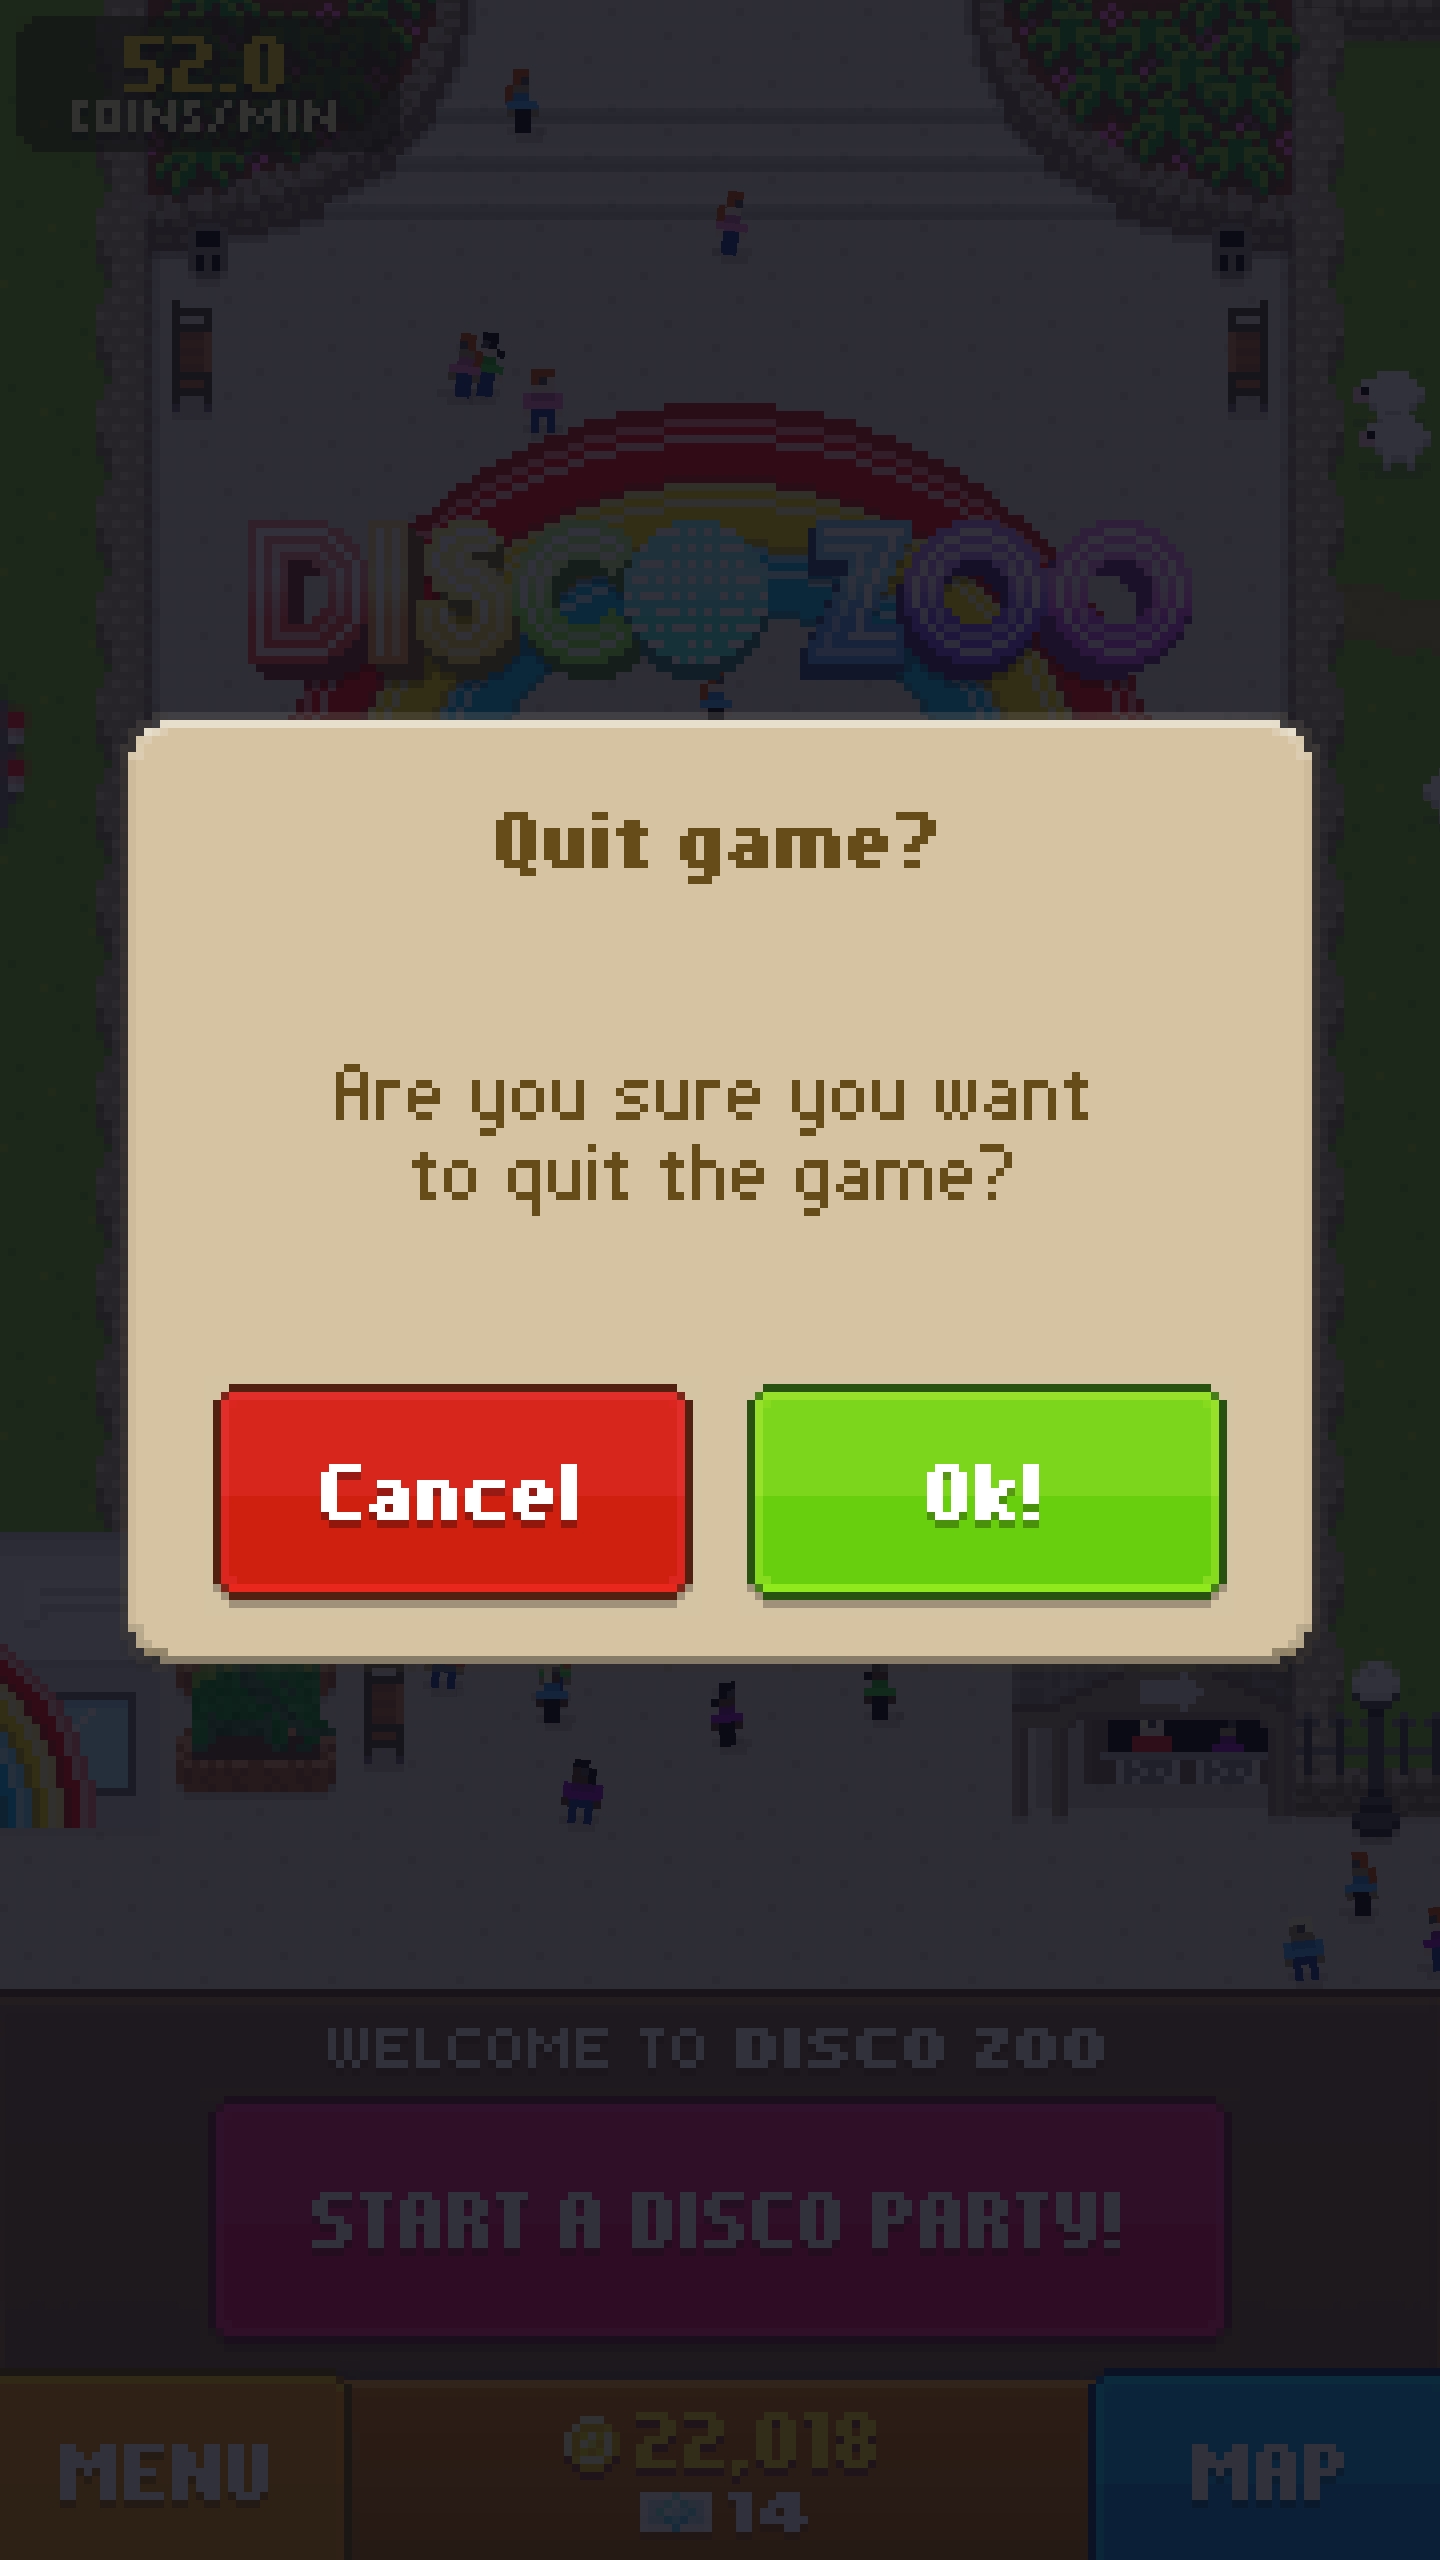 52.0
COINS/MIN
DISCO ZOO
Quit game?
Are you sure you want
to quit the game?
Cancel
Ok!
WELCOME TO DISCO ZOO
START A DISCO PARTY!
MENU
22,018
14
MAP